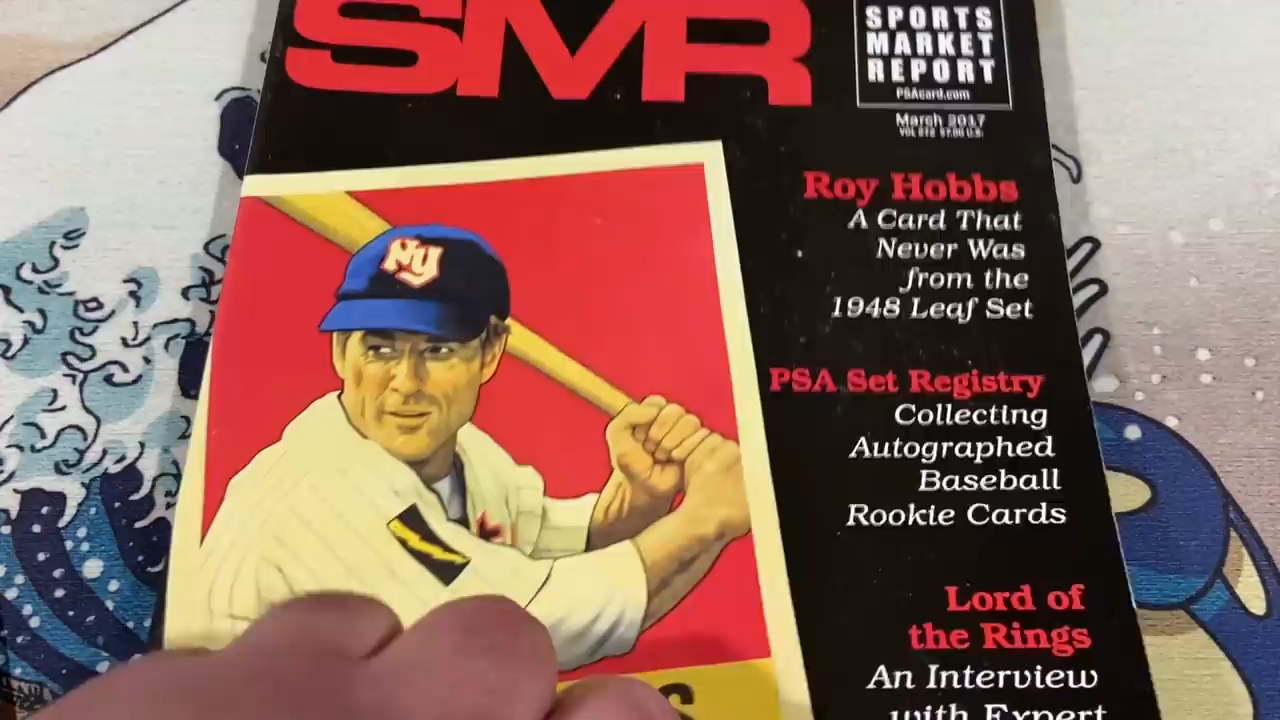 SMR
SPORTS
MARKET
REPORT
PSAcard.com
March 2017
VOL 272 $7.00 U.S.
NY
Roy Hobbs
A Card That
Never Was
from the
1948 Leaf Set
PSA Set Registry
Collecting
Autographed
Baseball
Rookie Cards
Lord of
the Rings
An Interview
with Expert